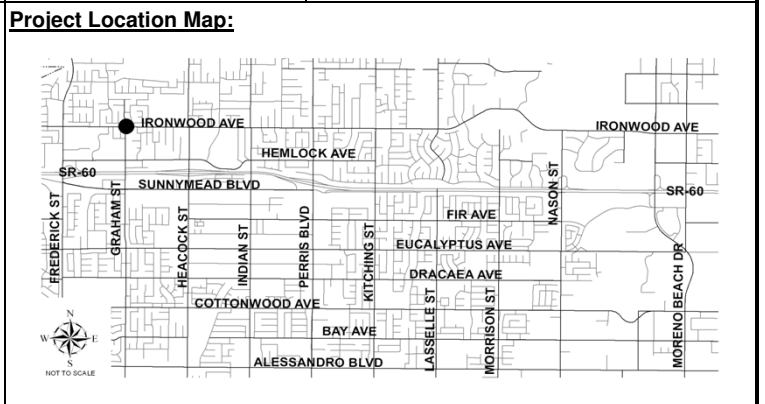 Project Location Map:
IRONWOOD AVE
IRONWOOD AVE
HEMLOCK AVE
SR-60
SUNNYMEAD BLVD
SR-60
FREDERICK ST
GRAHAM ST
HEACOCK ST
INDIAN ST
PERRIS BLVD
KITCHING ST
NASON ST
FIR AVE
EUCALYPTUS AVE
DRACAEA AVE
COTTONWOOD AVE
LASSELLE ST
MORRISON ST
MORENO BEACH DR
BAY AVE
ALESSANDRO BLVD
N
W
E
S
NOT TO SCALE